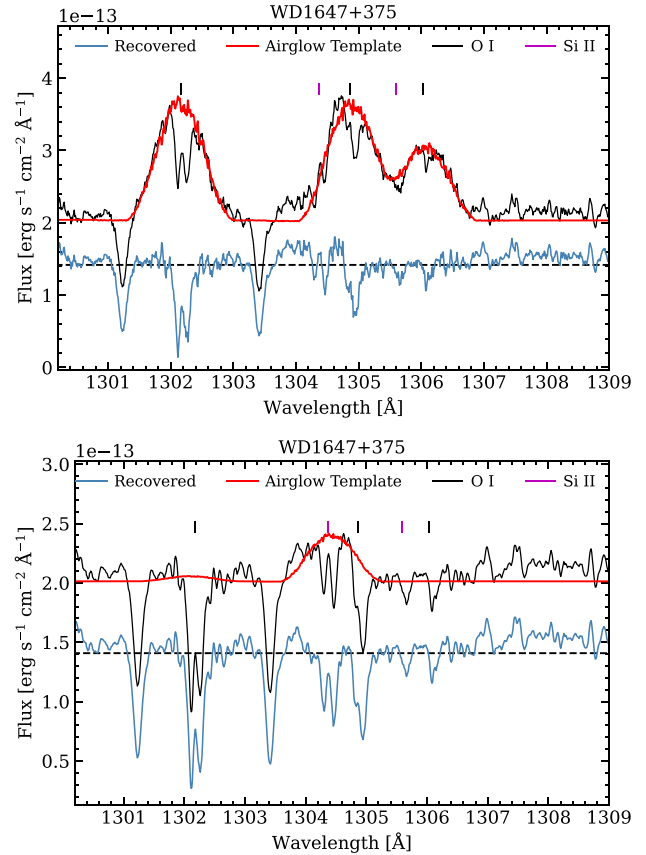 WD1647+375
1e−13
Recovered Airglow Template O I Si II
4
3
2
1
0
Flux [erg s⁻¹ cm⁻² Å⁻¹]
1301 1302 1303 1304 1305 1306 1307 1308 1309
Wavelength [Å]
WD1647+375
1e−13
3.0
Recovered Airglow Template O I Si II
2.5
2.0
1.5
1.0
0.5
Flux [erg s⁻¹ cm⁻² Å⁻¹]
1301 1302 1303 1304 1305 1306 1307 1308 1309
Wavelength [Å]